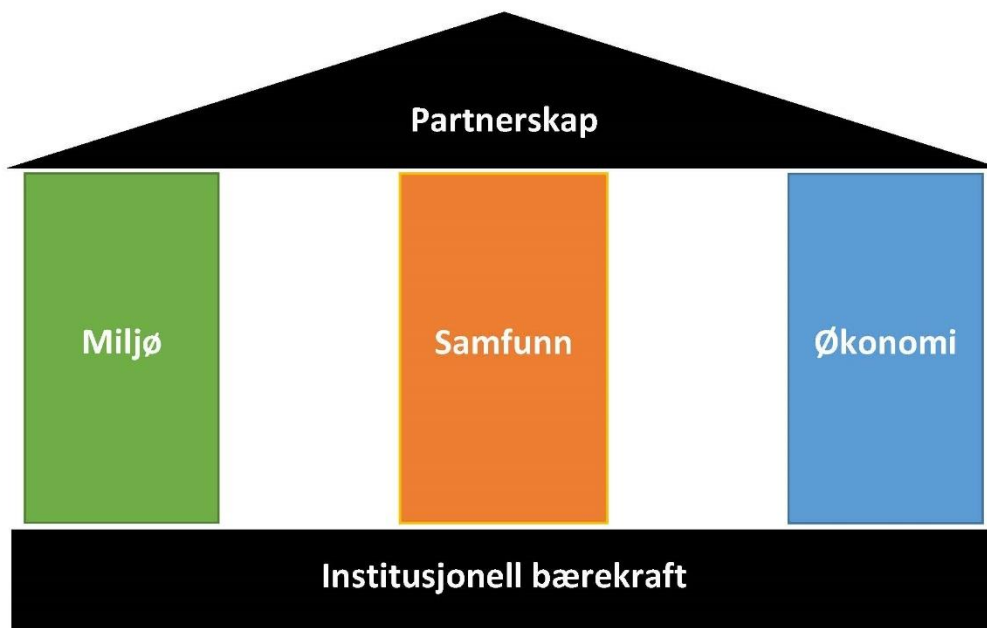 Partnerskap
Miljø
Samfunn
Økonomi
Institusjonell bærekraft